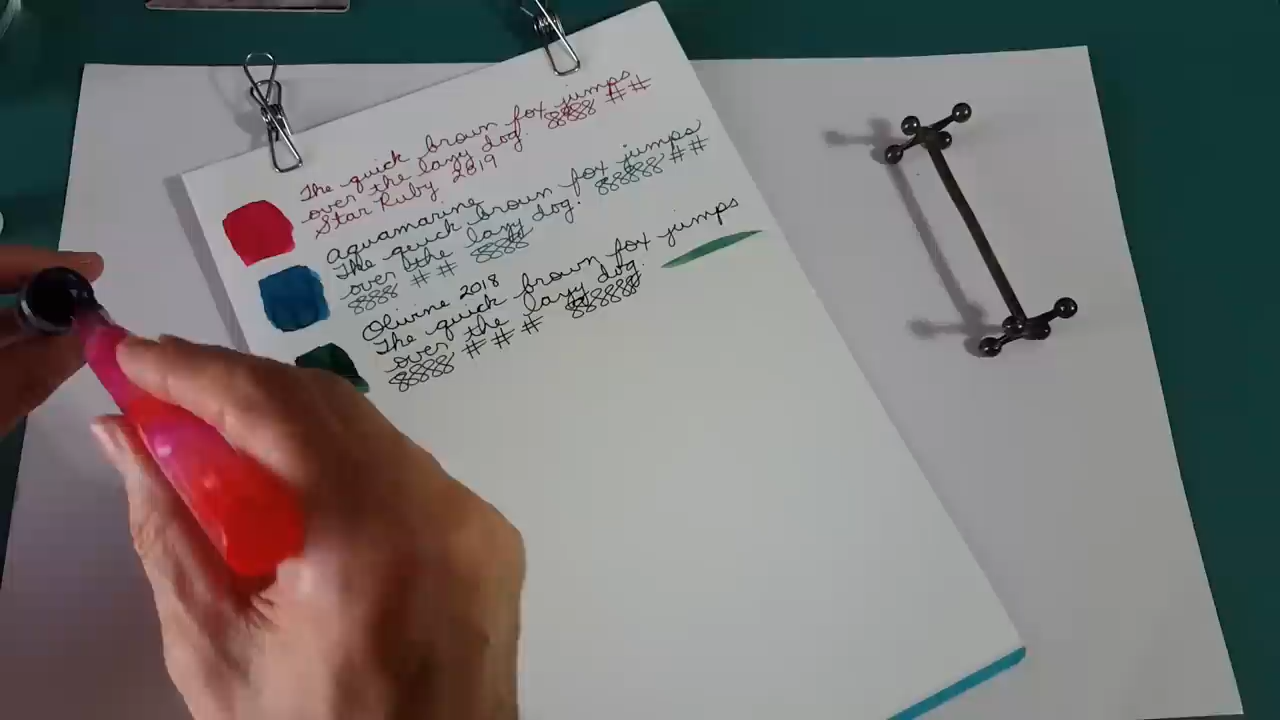 The quick brown fox jumps
over the lazy dog. 8888 ##
Star Ruby 2019
aquamarine
The quick brown fox jumps
over the lazy dog. 88888 ##
8888 ## 8888
Olivine 2018
The quick brown fox jumps
over the lazy dog.
8888 ### 88888